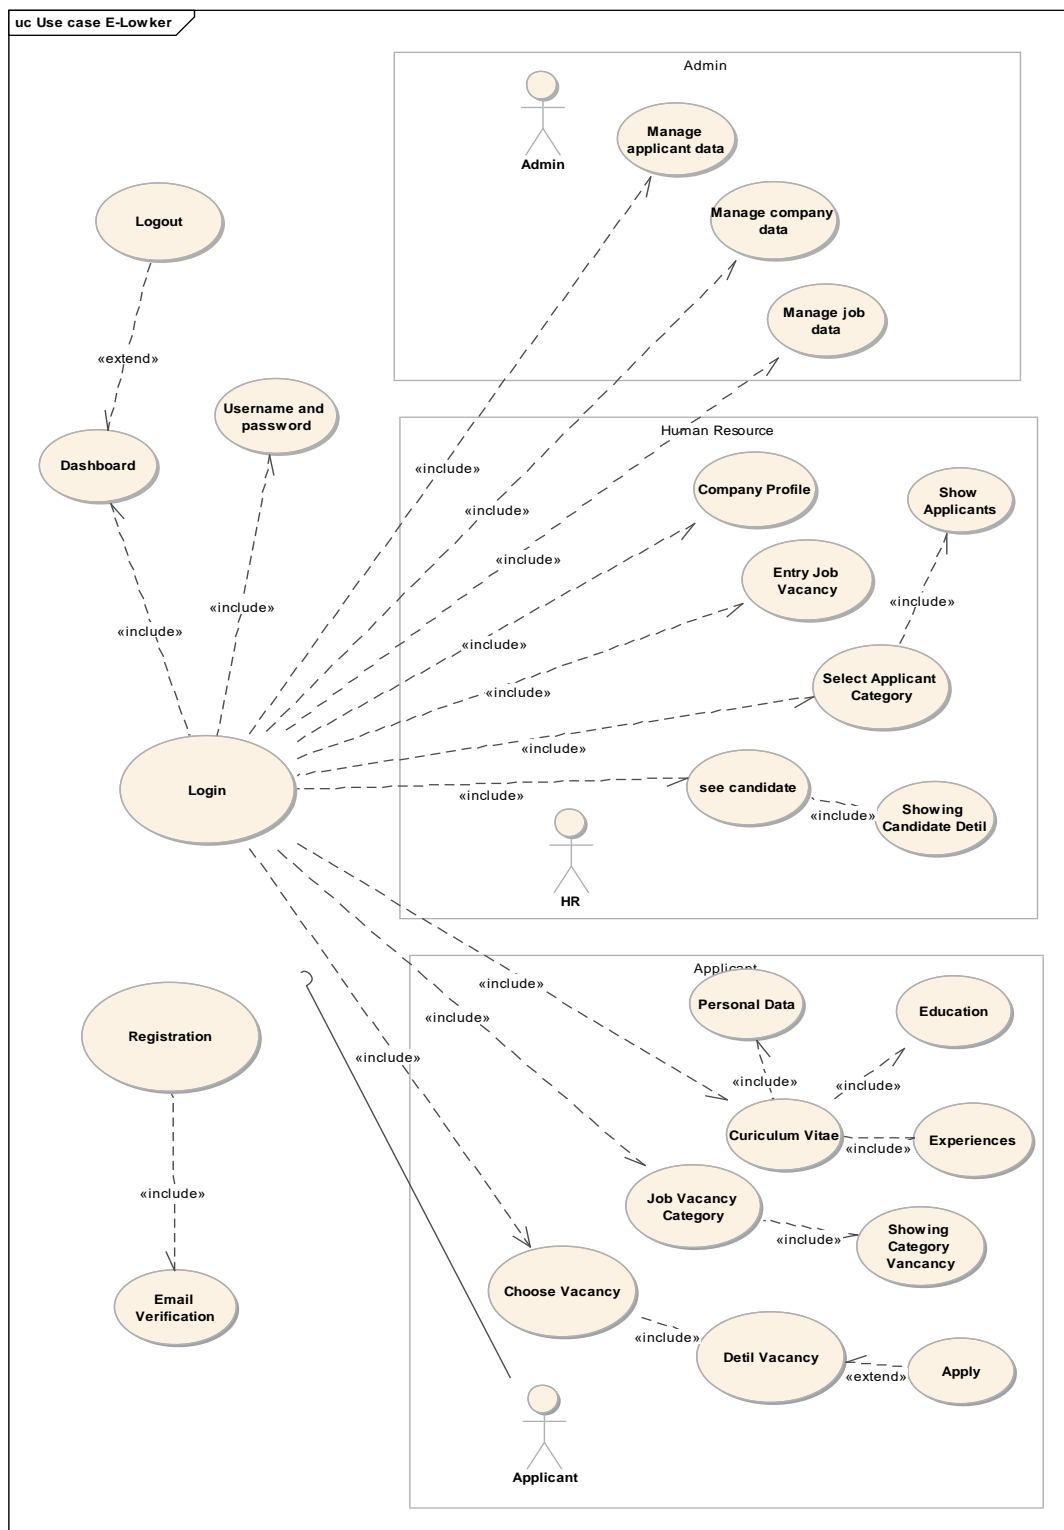 uc Use case E-Lowker
Admin
Admin
Manage
applicant data
Manage company
data
Manage job
data
Logout
«extend»
Dashboard
Username and
password
«include»
«include»
«include»
«include»
«include»
Human Resource
Company Profile
Show
Applicants
Entry Job
Vacancy
«include»
Select Applicant
Category
«include»
«include»
«include»
«include»
Login
see candidate
«include»
Showing
Candidate Detil
HR
Applicant
«include»
«include»
«include»
Personal Data
Education
«include»
«include»
Curiculum Vitae
«include»
Experiences
Registration
«include»
Email
Verification
Job Vacancy
Category
«include»
Showing
Category
Vancancy
Choose Vacancy
«include»
Detil Vacancy
«extend»
Apply
Applicant